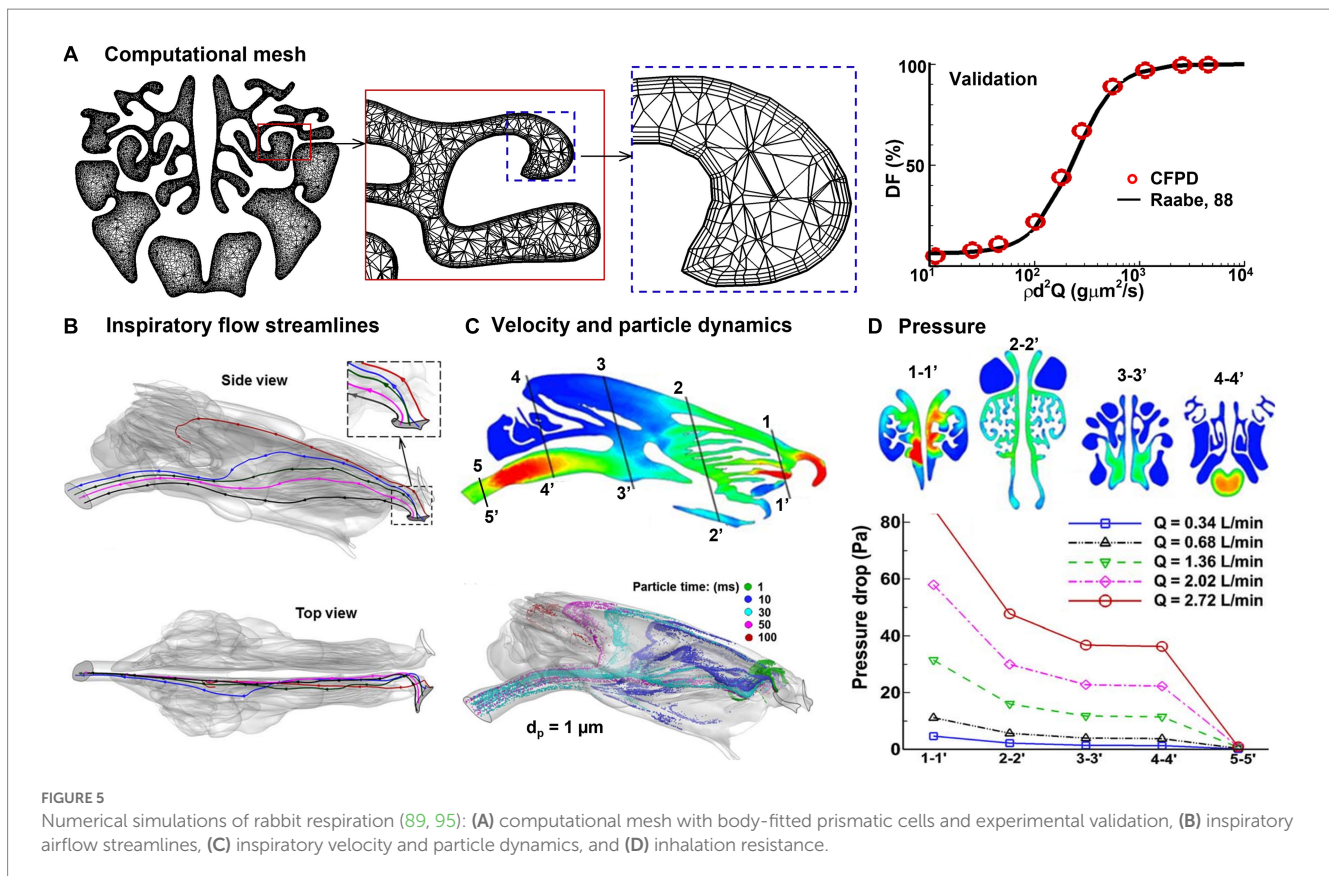 A Computational mesh
Validation
100
50
0
DF (%)
CFPD
Raabe, 88
10¹ 10² 10³ 10⁴
ρd²Q (gμm²/s)
B Inspiratory flow streamlines
Side view
Top view
C Velocity and particle dynamics
1
2
3
4
5
1'
2'
3'
4'
5'
Particle time: (ms)
1
10
30
50
100
dp = 1 μm
D Pressure
1-1'
2-2'
3-3'
4-4'
Pressure drop (Pa)
80
60
40
20
0
Q = 0.34 L/min
Q = 0.68 L/min
Q = 1.36 L/min
Q = 2.02 L/min
Q = 2.72 L/min
1-1' 2-2' 3-3' 4-4' 5-5'
FIGURE 5
Numerical simulations of rabbit respiration (89, 95): (A) computational mesh with body-fitted prismatic cells and experimental validation, (B) inspiratory
airflow streamlines, (C) inspiratory velocity and particle dynamics, and (D) inhalation resistance.